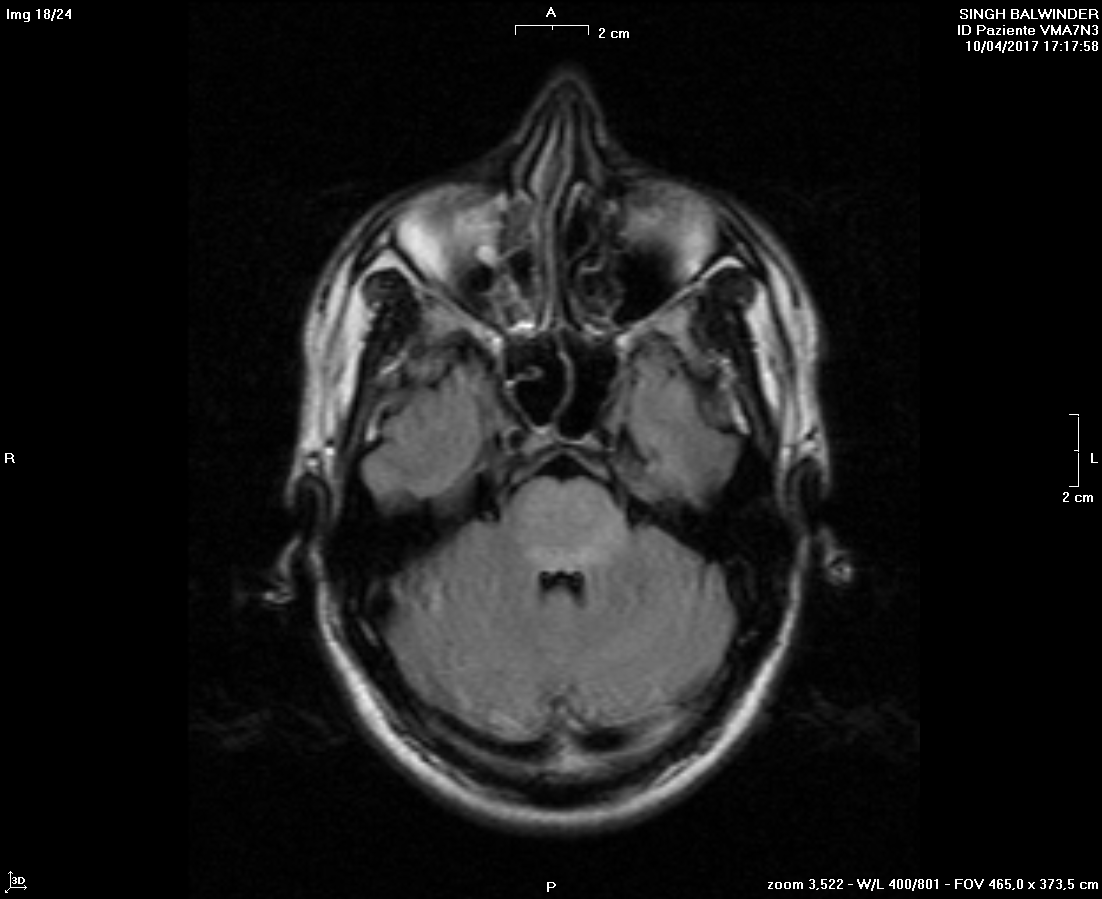 Img 18/24
A
2 cm
SINGH BALWINDER
ID Paziente VMA7N3
10/04/2017 17:17:58
R
L
2 cm
3D
P
zoom 3,522 - W/L 400/801 - FOV 465,0 x 373,5 cm